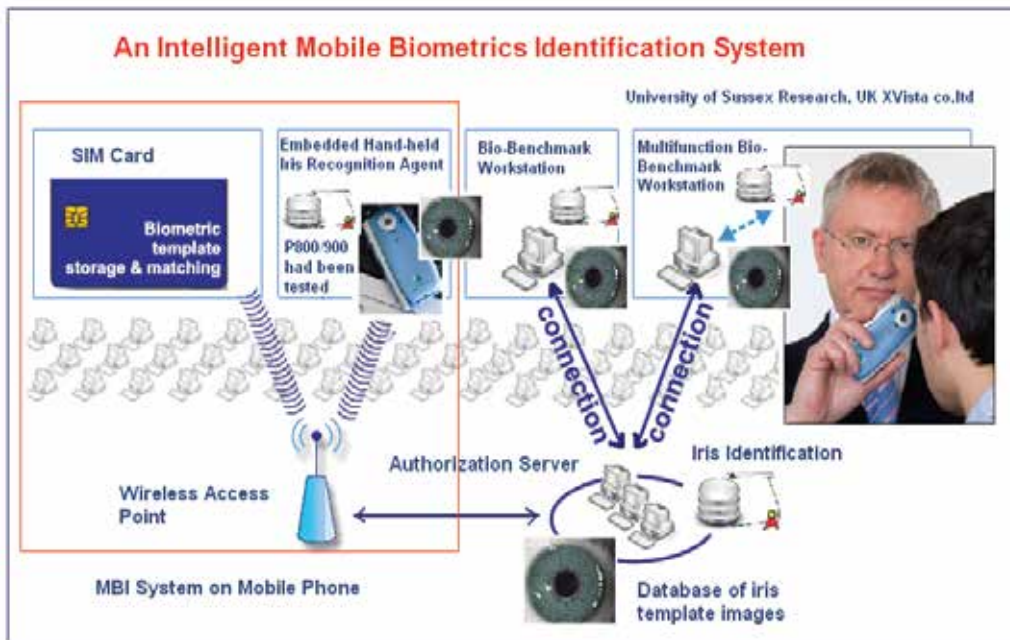 An Intelligent Mobile Biometrics Identification System
University of Sussex Research, UK XVista co.ltd
SIM Card
Biometric
template
storage & matching
Embedded Hand-held
Iris Recognition Agent
P800/900
had been
tested
Bio-Benchmark
Workstation
Multifunction Bio-
Benchmark
Workstation
connection
connection
Authorization Server
Iris Identification
Wireless Access
Point
MBI System on Mobile Phone
Database of iris
template images